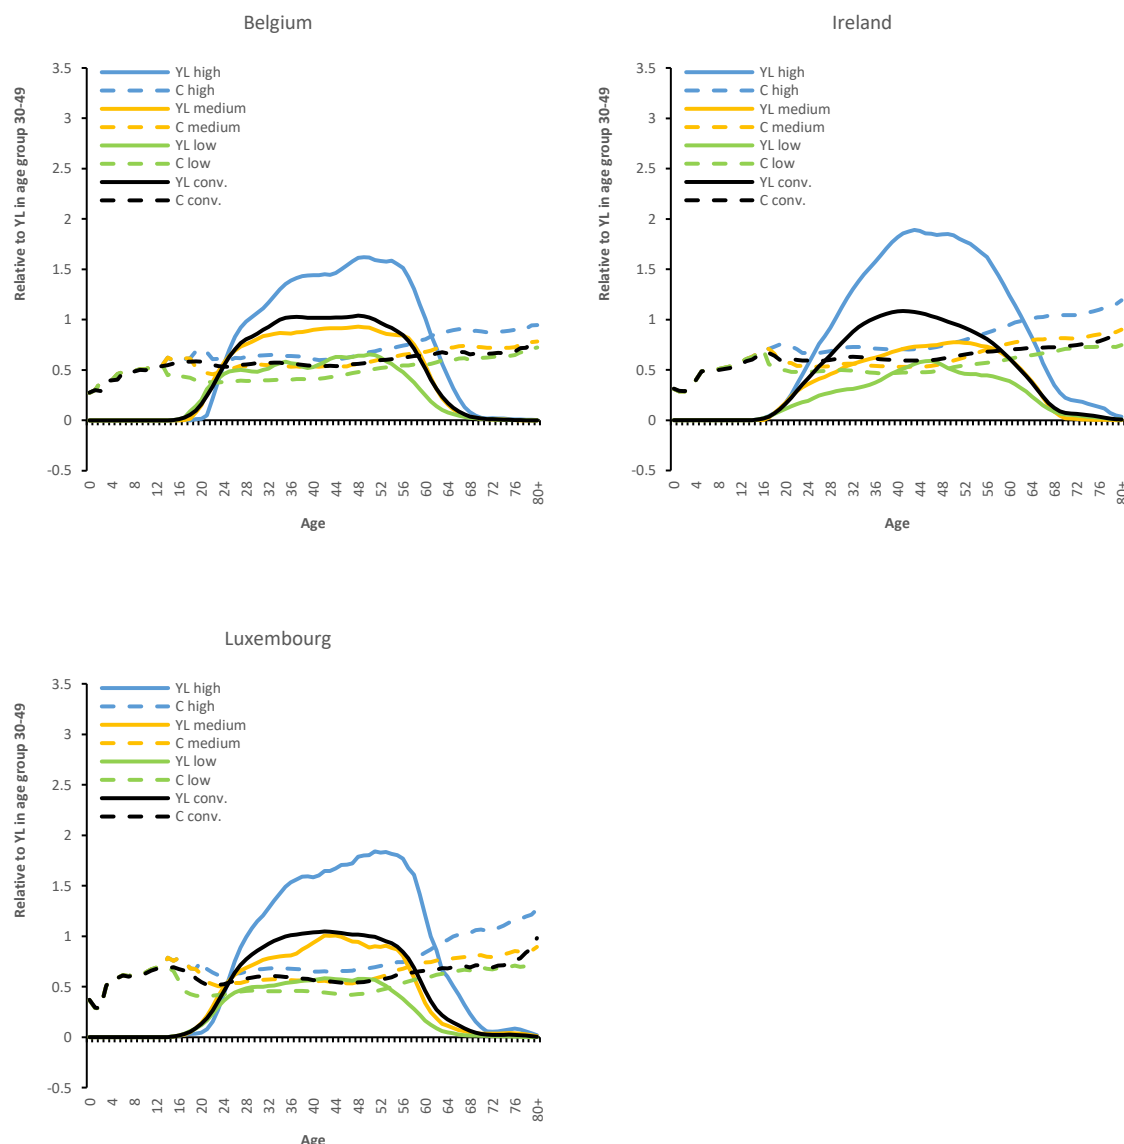 Belgium
Relative to YL in age group 30-49
3.5
3
2.5
2
1.5
1
0.5
0
-0.5
YL high
C high
YL medium
C medium
YL low
C low
YL conv.
C conv.
0 4 8 12 16 20 24 28 32 36 40 44 48 52 56 60 64 68 72 76 80+
Age
Ireland
Relative to YL in age group 30-49
3.5
3
2.5
2
1.5
1
0.5
0
-0.5
YL high
C high
YL medium
C medium
YL low
C low
YL conv.
C conv.
0 4 8 12 16 20 24 28 32 36 40 44 48 52 56 60 64 68 72 76 80+
Age
Luxembourg
Relative to YL in age group 30-49
3.5
3
2.5
2
1.5
1
0.5
0
-0.5
YL high
C high
YL medium
C medium
YL low
C low
YL conv.
C conv.
0 4 8 12 16 20 24 28 32 36 40 44 48 52 56 60 64 68 72 76 80+
Age